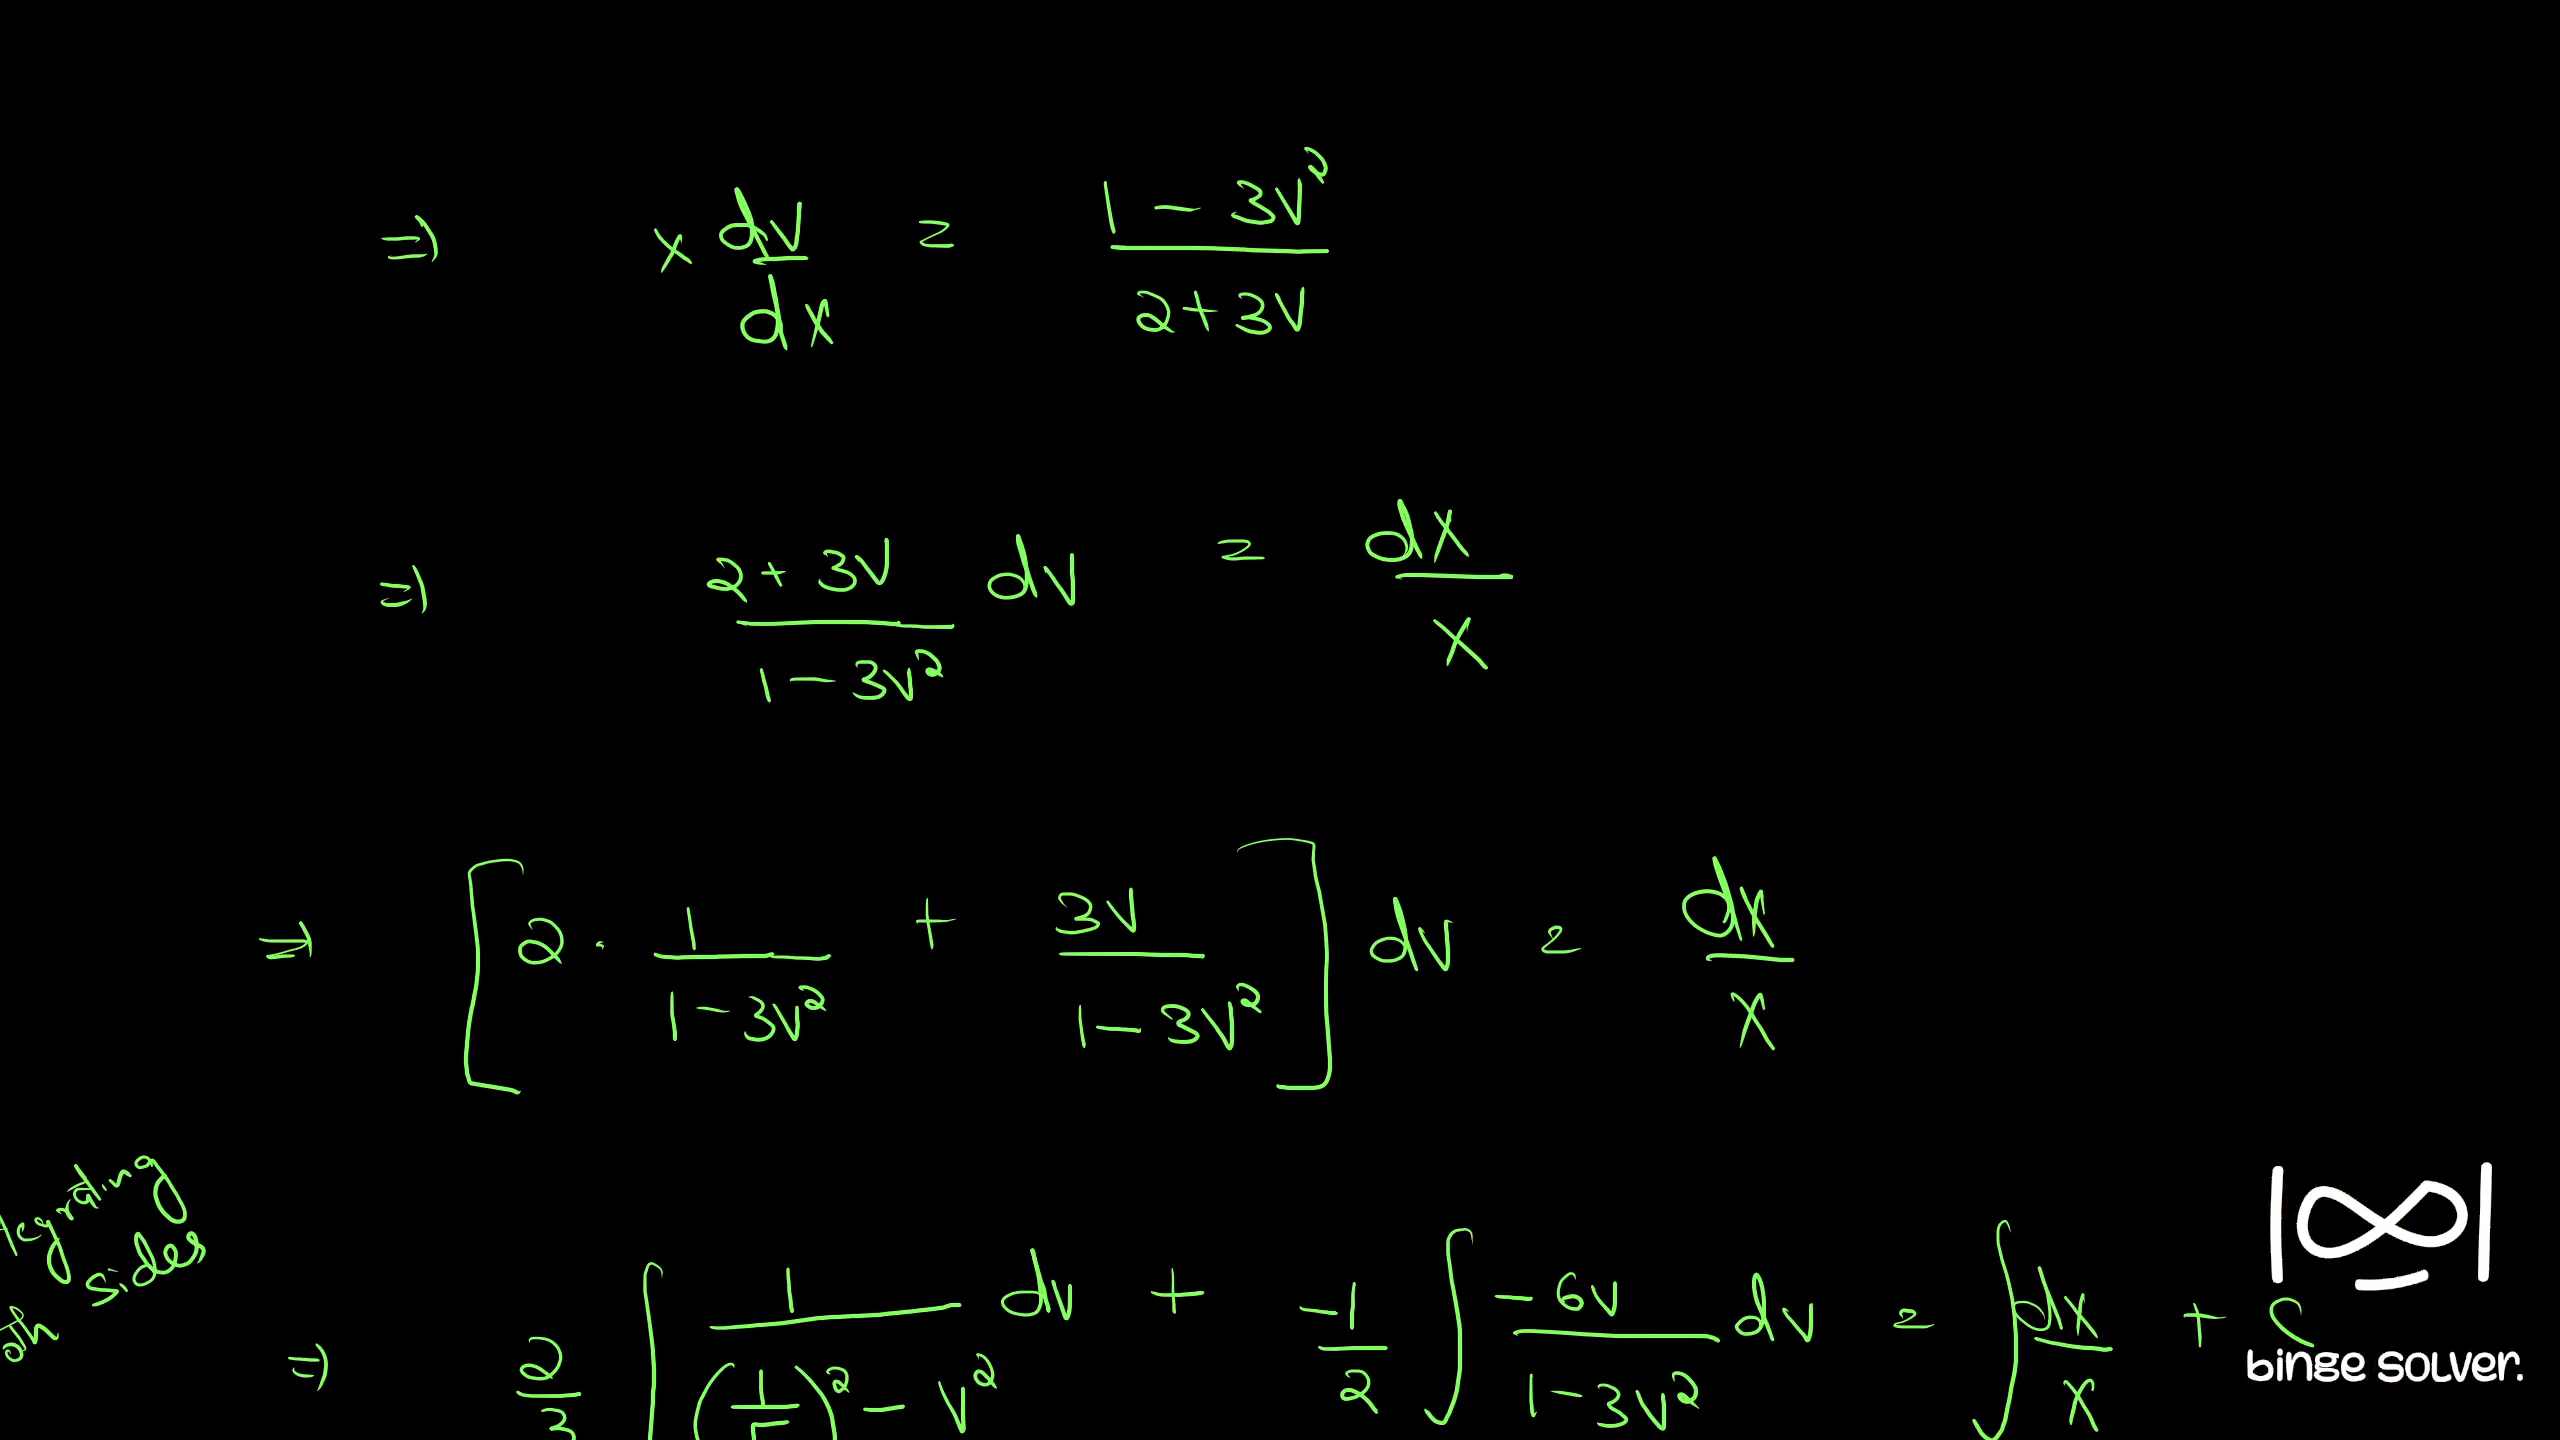 ⇒ x dv/dx = (1 - 3v²)/(2 + 3v)
⇒ (2 + 3v)/(1 - 3v²) dv = dx/x
⇒ [2 · 1/(1 - 3v²) + 3v/(1 - 3v²)] dv = dx/x
tegrating
sides
oth
⇒ 2/3 ∫ 1/((1/√)² - v²) dv + -1/2 ∫ -6v/(1 - 3v²) dv = ∫ dx/x + C
binge solver.